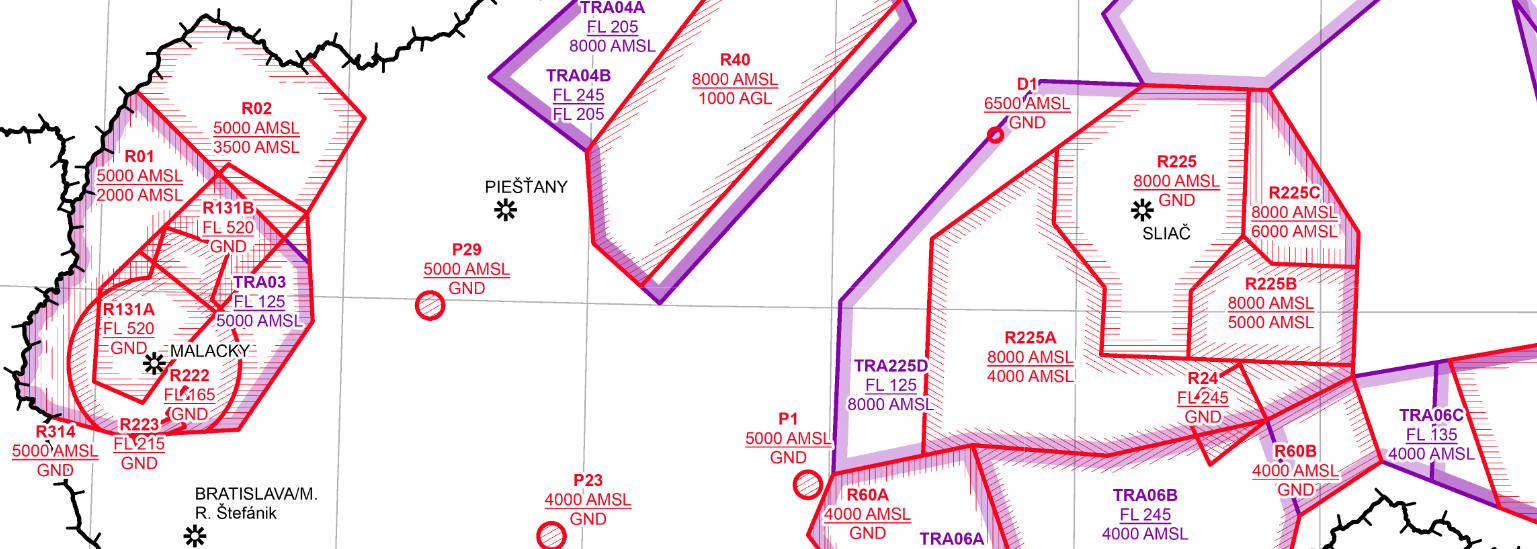 TRA04A
FL 205
8000 AMSL
TRA04B
FL 245
FL 205
R40
8000 AMSL
1000 AGL
D1
6500 AMSL
GND
R02
5000 AMSL
3500 AMSL
R01
5000 AMSL
2000 AMSL
R131B
FL 520
GND
PIEŠŤANY
R225
8000 AMSL
GND
SLIAČ
R225C
8000 AMSL
6000 AMSL
P29
5000 AMSL
GND
TRA03
FL 125
5000 AMSL
R225B
8000 AMSL
5000 AMSL
R131A
FL 520
GND
MALACKY
R222
FL 165
GND
R225A
8000 AMSL
4000 AMSL
TRA225D
FL 125
8000 AMSL
R24
FL 245
GND
R314
5000 AMSL
GND
R223
FL 215
GND
P1
5000 AMSL
GND
TRA06C
FL 135
4000 AMSL
R60B
4000 AMSL
GND
P23
4000 AMSL
GND
R60A
4000 AMSL
GND
TRA06B
FL 245
4000 AMSL
BRATISLAVA/M.
R. Štefánik
TRA06A